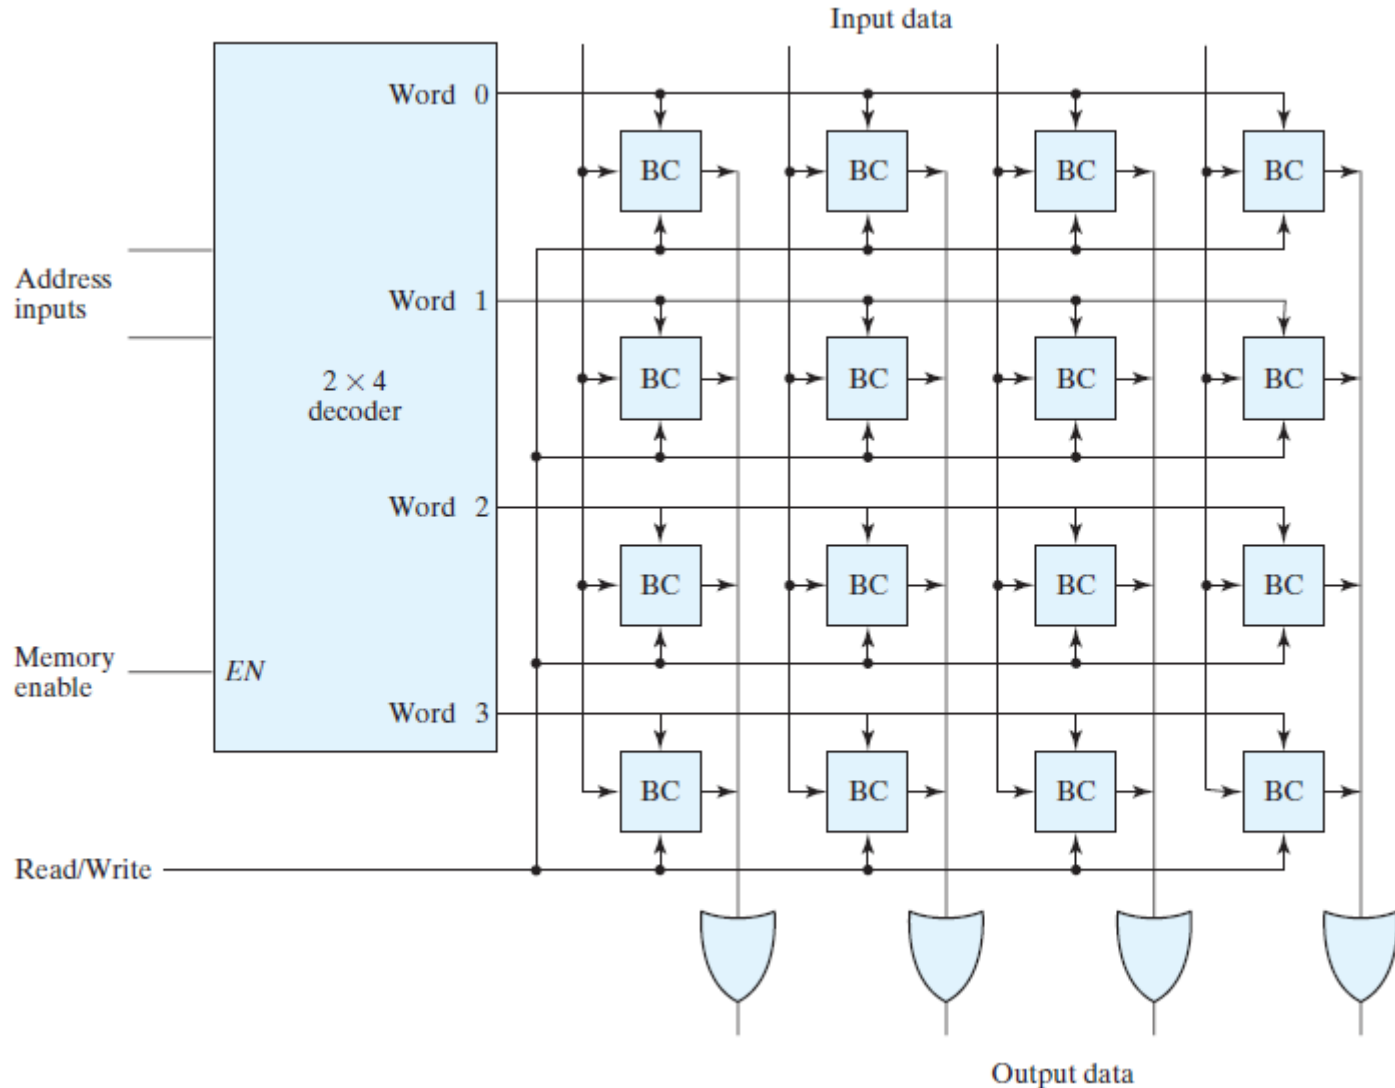 Input data
Word 0
BC BC BC BC
Address
inputs
Word 1
2 × 4
decoder
BC BC BC BC
Word 2
BC BC BC BC
Memory
enable
EN
Word 3
BC BC BC BC
Read/Write
Output data